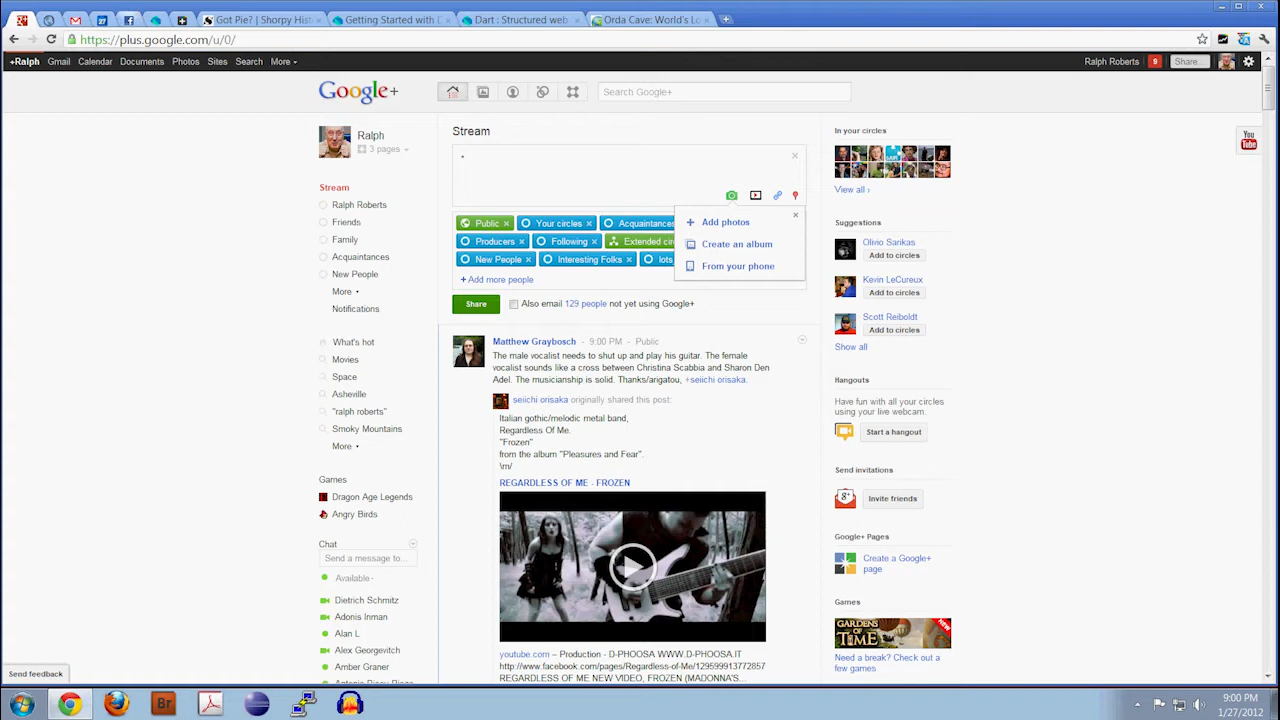 Got Pie? | Shorpy Hist
Getting Started with D
Dart : Structured web
Orda Cave: World's Lo
https://plus.google.com/u/0/
+Ralph Gmail Calendar Documents Photos Sites Search More
Ralph Roberts 9 Share...
Google+
Search Google+
Ralph
3 pages
Stream
Ralph Roberts
Friends
Family
Acquaintances
New People
More
Notifications
What's hot
Movies
Space
Asheville
"ralph roberts"
Smoky Mountains
More
Games
Dragon Age Legends
Angry Birds
Chat
Send a message to...
Available
Dietrich Schmitz
Adonis Inman
Alan L
Alex Georgevitch
Amber Graner
Send feedback
Stream
Public Your circles Acquaintances
Producers Following Extended cir
New People Interesting Folks lots
+ Add more people
Add photos
Create an album
From your phone
Share Also email 129 people not yet using Google+
Matthew Graybosch - 9:00 PM - Public
The male vocalist needs to shut up and play his guitar. The female
vocalist sounds like a cross between Christina Scabbia and Sharon Den
Adel. The musicianship is solid. Thanks/arigatou, +seiichi orisaka.
seiichi orisaka originally shared this post:
Italian gothic/melodic metal band,
Regardless Of Me.
"Frozen"
from the album "Pleasures and Fear".
\m/
REGARDLESS OF ME - FROZEN
youtube.com – Production - D-PHOOSA WWW.D-PHOOSA.IT
http://www.facebook.com/pages/Regardless-of-Me/129599913772857
REGARDLESS OF ME NEW VIDEO, FROZEN (MADONNA'S...
In your circles
View all ›
Suggestions
Olivio Sarikas
Add to circles
Kevin LeCureux
Add to circles
Scott Reiboldt
Add to circles
Show all
Hangouts
Have fun with all your circles
using your live webcam.
Start a hangout
Send invitations
Invite friends
Google+ Pages
Create a Google+
page
Games
GARDENS OF TIME NEW
Need a break? Check out a
few games
You
Tube
Br
9:00 PM
1/27/2012